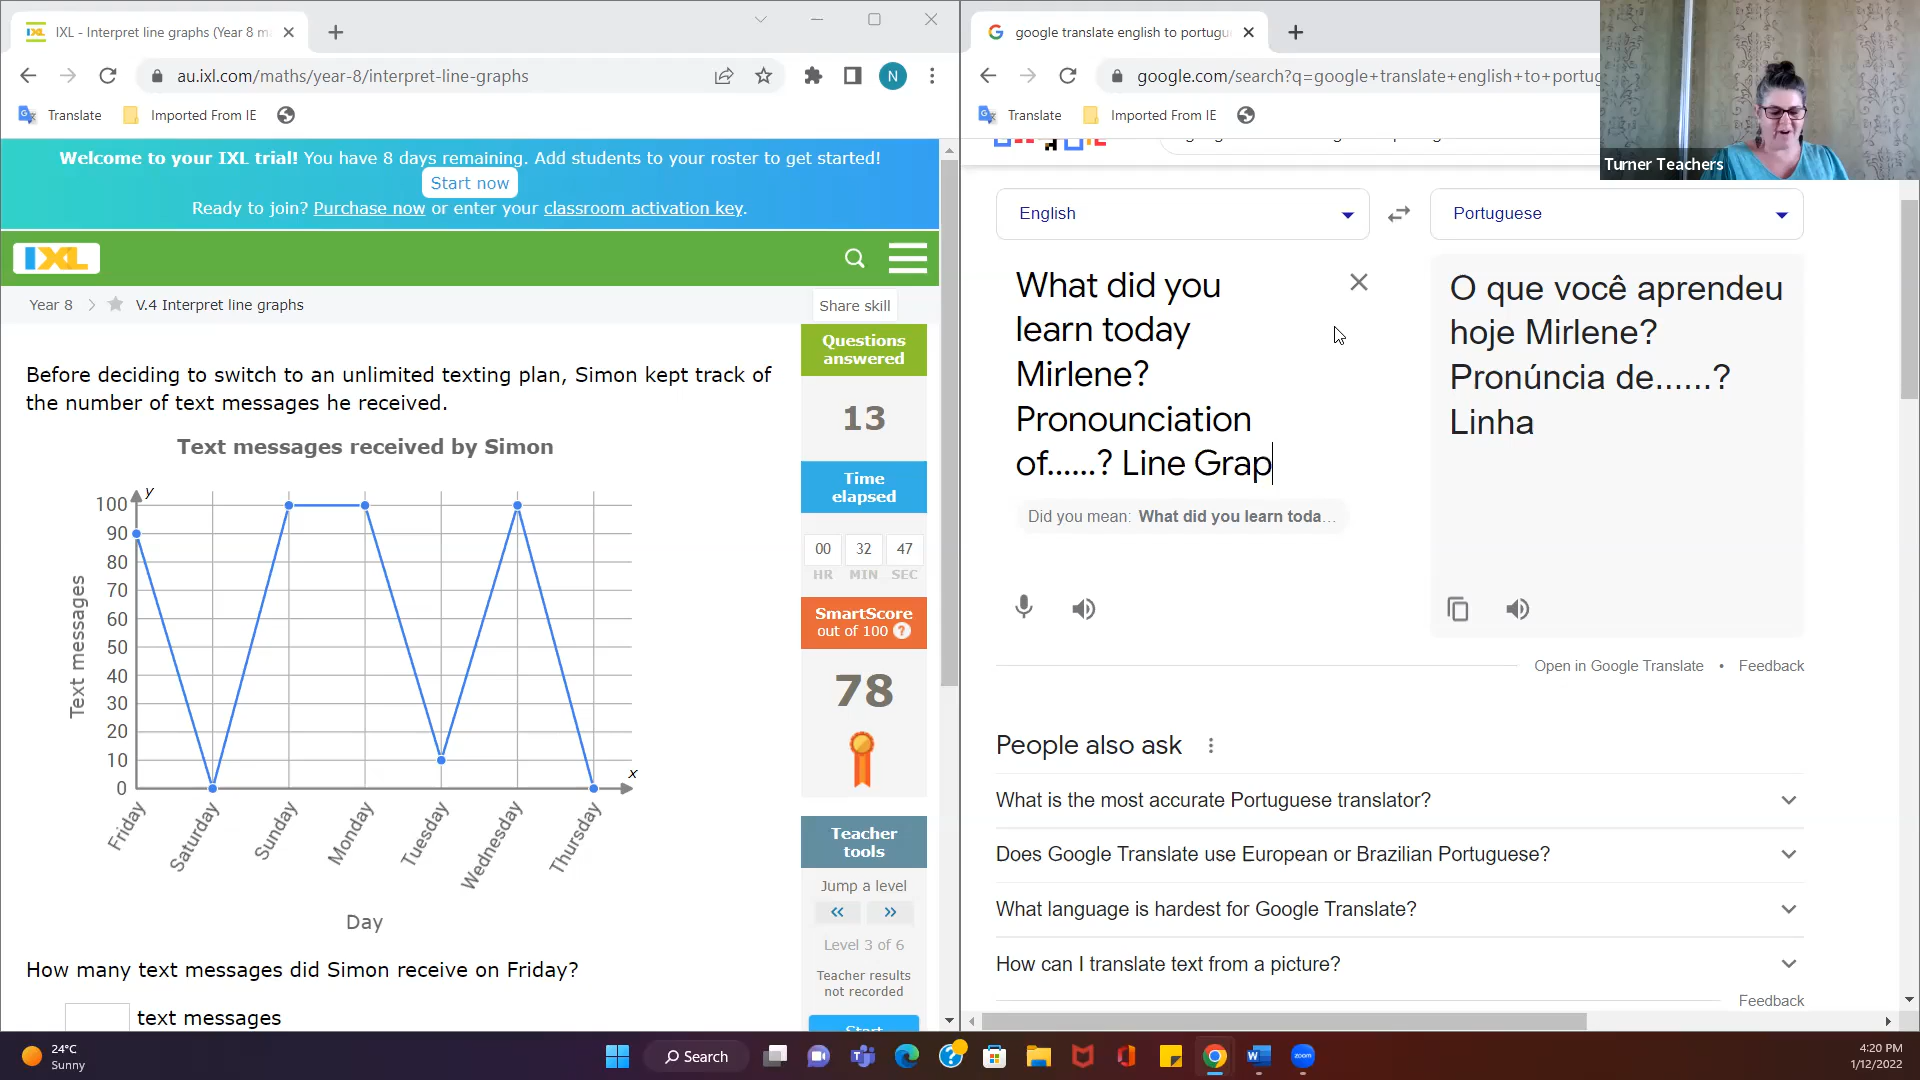 IXL - Interpret line graphs (Year 8 m
au.ixl.com/maths/year-8/interpret-line-graphs
N
Translate
Imported From IE
Welcome to your IXL trial! You have 8 days remaining. Add students to your roster to get started!
Start now
Ready to join? Purchase now or enter your classroom activation key.
IXL
Year 8
V.4 Interpret line graphs
Share skill
Before deciding to switch to an unlimited texting plan, Simon kept track of
the number of text messages he received.
Text messages received by Simon
y
100
90
80
70
60
50
40
30
20
10
0
Text messages
x
Friday
Saturday
Sunday
Monday
Tuesday
Wednesday
Thursday
Day
How many text messages did Simon receive on Friday?
text messages
Questions
answered
13
Time
elapsed
00 32 47
HR MIN SEC
SmartScore
out of 100 ?
78
Teacher
tools
Jump a level
Level 3 of 6
Teacher results
not recorded
Start
google translate english to portugu
google.com/search?q=google+translate+english+to+portug
Translate
Imported From IE
Turner Teachers
English
Portuguese
What did you
learn today
Mirlene?
Pronounciation
of......? Line Grap
Did you mean: What did you learn toda...
O que você aprendeu
hoje Mirlene?
Pronúncia de......?
Linha
Open in Google Translate • Feedback
People also ask
What is the most accurate Portuguese translator?
Does Google Translate use European or Brazilian Portuguese?
What language is hardest for Google Translate?
How can I translate text from a picture?
Feedback
24°C
Sunny
Search
zoom
4:20 PM
1/12/2022